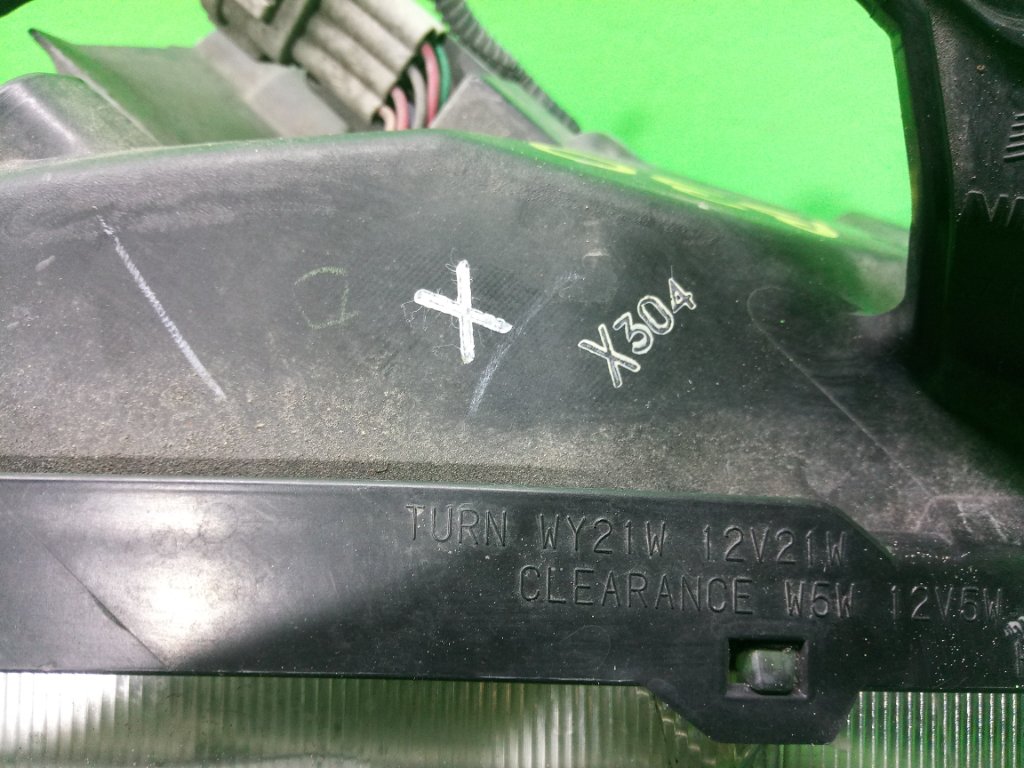 X
X304
TURN WY21W 12V21W
CLEARANCE W5W 12V5W